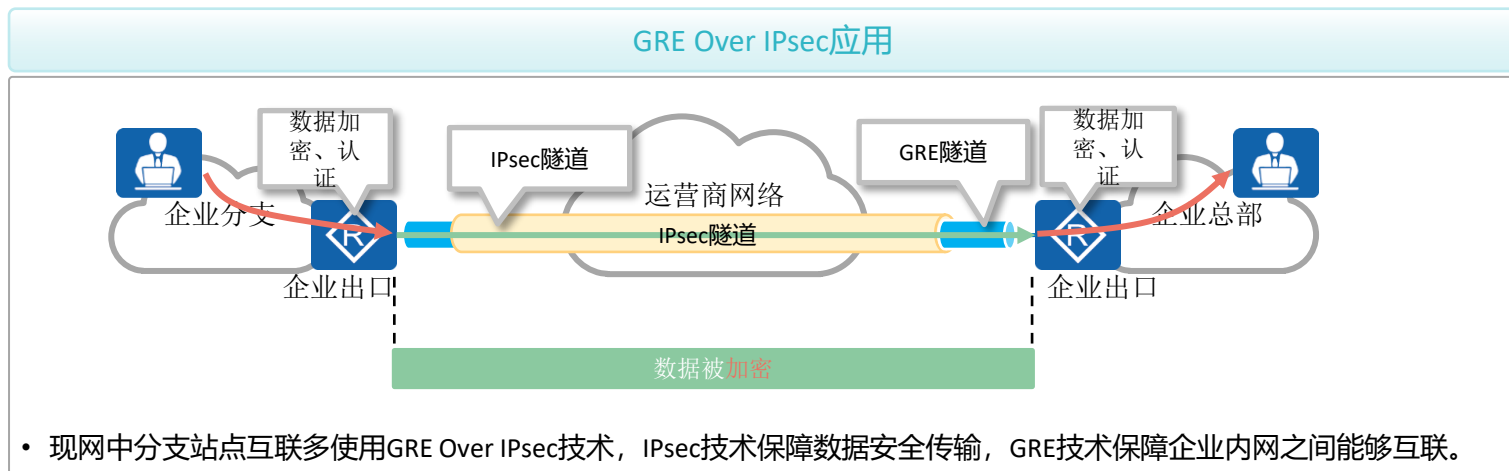 GRE Over IPsec应用
数据加
密、认
证
IPsec隧道
GRE隧道
数据加
密、认
证
运营商网络
企业分支
IPsec隧道
企业总部
R
R
企业出口
企业出口
数据被加密
• 现网中分支站点互联多使用GRE Over IPsec技术，IPsec技术保障数据安全传输，GRE技术保障企业内网之间能够互联。